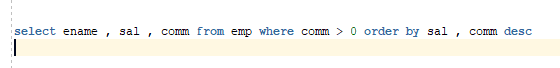 select ename , sal , comm from emp where comm > 0 order by sal , comm desc